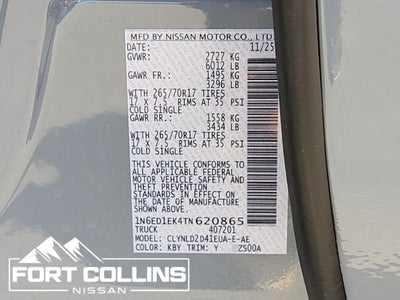 MFD BY NISSAN MOTOR CO., LTD.
DATE: 11/25
GVWR: 2727 KG
6012 LB
GAWR FR.: 1495 KG
3296 LB
WITH 265/70R17 TIRES
17 X 7.5 RIMS AT 35 PSI
COLD SINGLE
GAWR RR.: 1558 KG
3434 LB
WITH 265/70R17 TIRES
17 X 7.5 RIMS AT 35 PSI
COLD SINGLE
THIS VEHICLE CONFORMS TO
ALL APPLICABLE FEDERAL
MOTOR VEHICLE SAFETY
STANDARDS IN EFFECT ON THE
DATE OF MANUFACTURE
SHOWN ABOVE.
1N6ED1EK4TN620865
TRUCK 407201
MODEL: CLYNLD2D41EUA-E-AE
COLOR: KBY TRIM: Y ZS00A
FORT COLLINS
NISSAN